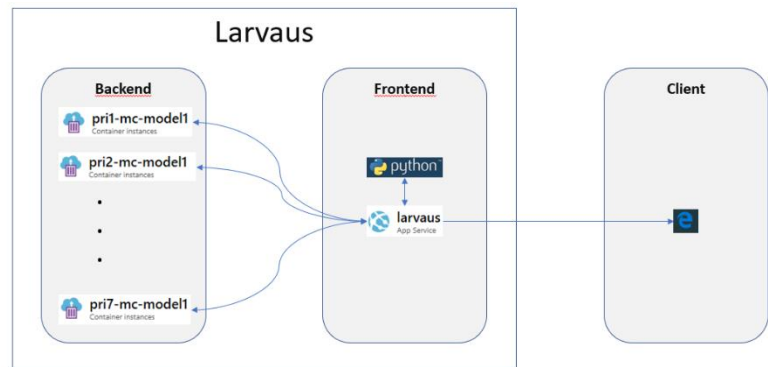 Larvaus
Backend
pri1-mc-model1
Container instances
pri2-mc-model1
Container instances
pri7-mc-model1
Container instances
Frontend
python
larvaus
App Service
Client